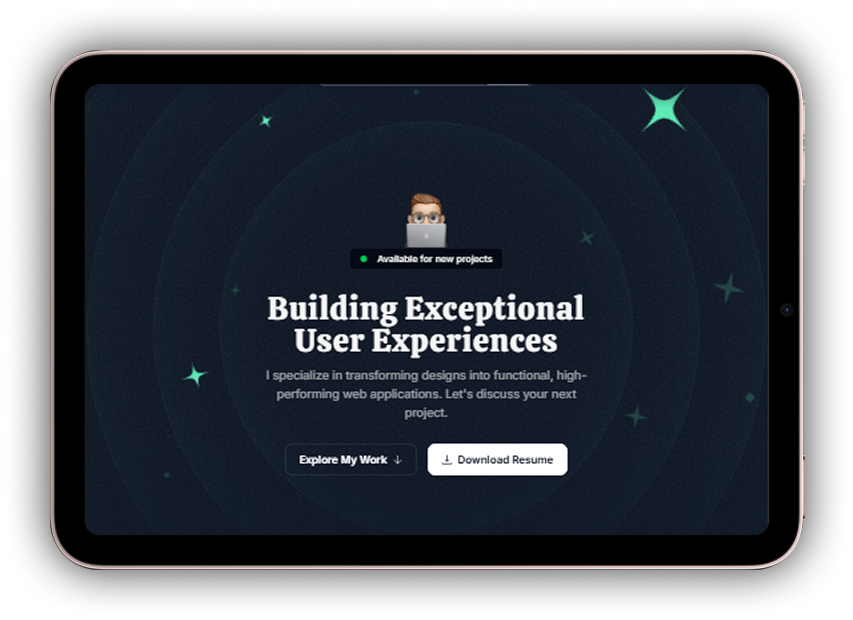 Available for new projects
Building Exceptional
User Experiences
I specialize in transforming designs into functional, high-
performing web applications. Let's discuss your next
project.
Explore My Work ↓
Download Resume